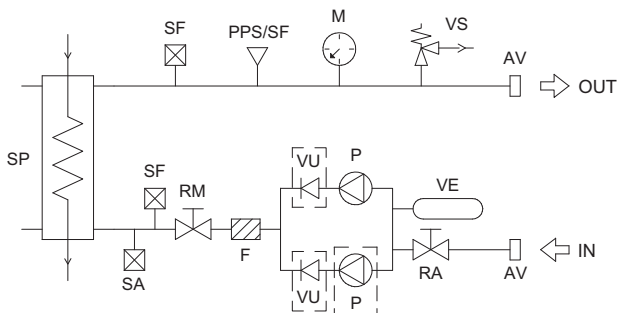 SF PPS/SF M VS
AV
OUT
SP
SF RM VU P VE
F
IN
SA VU P RA AV